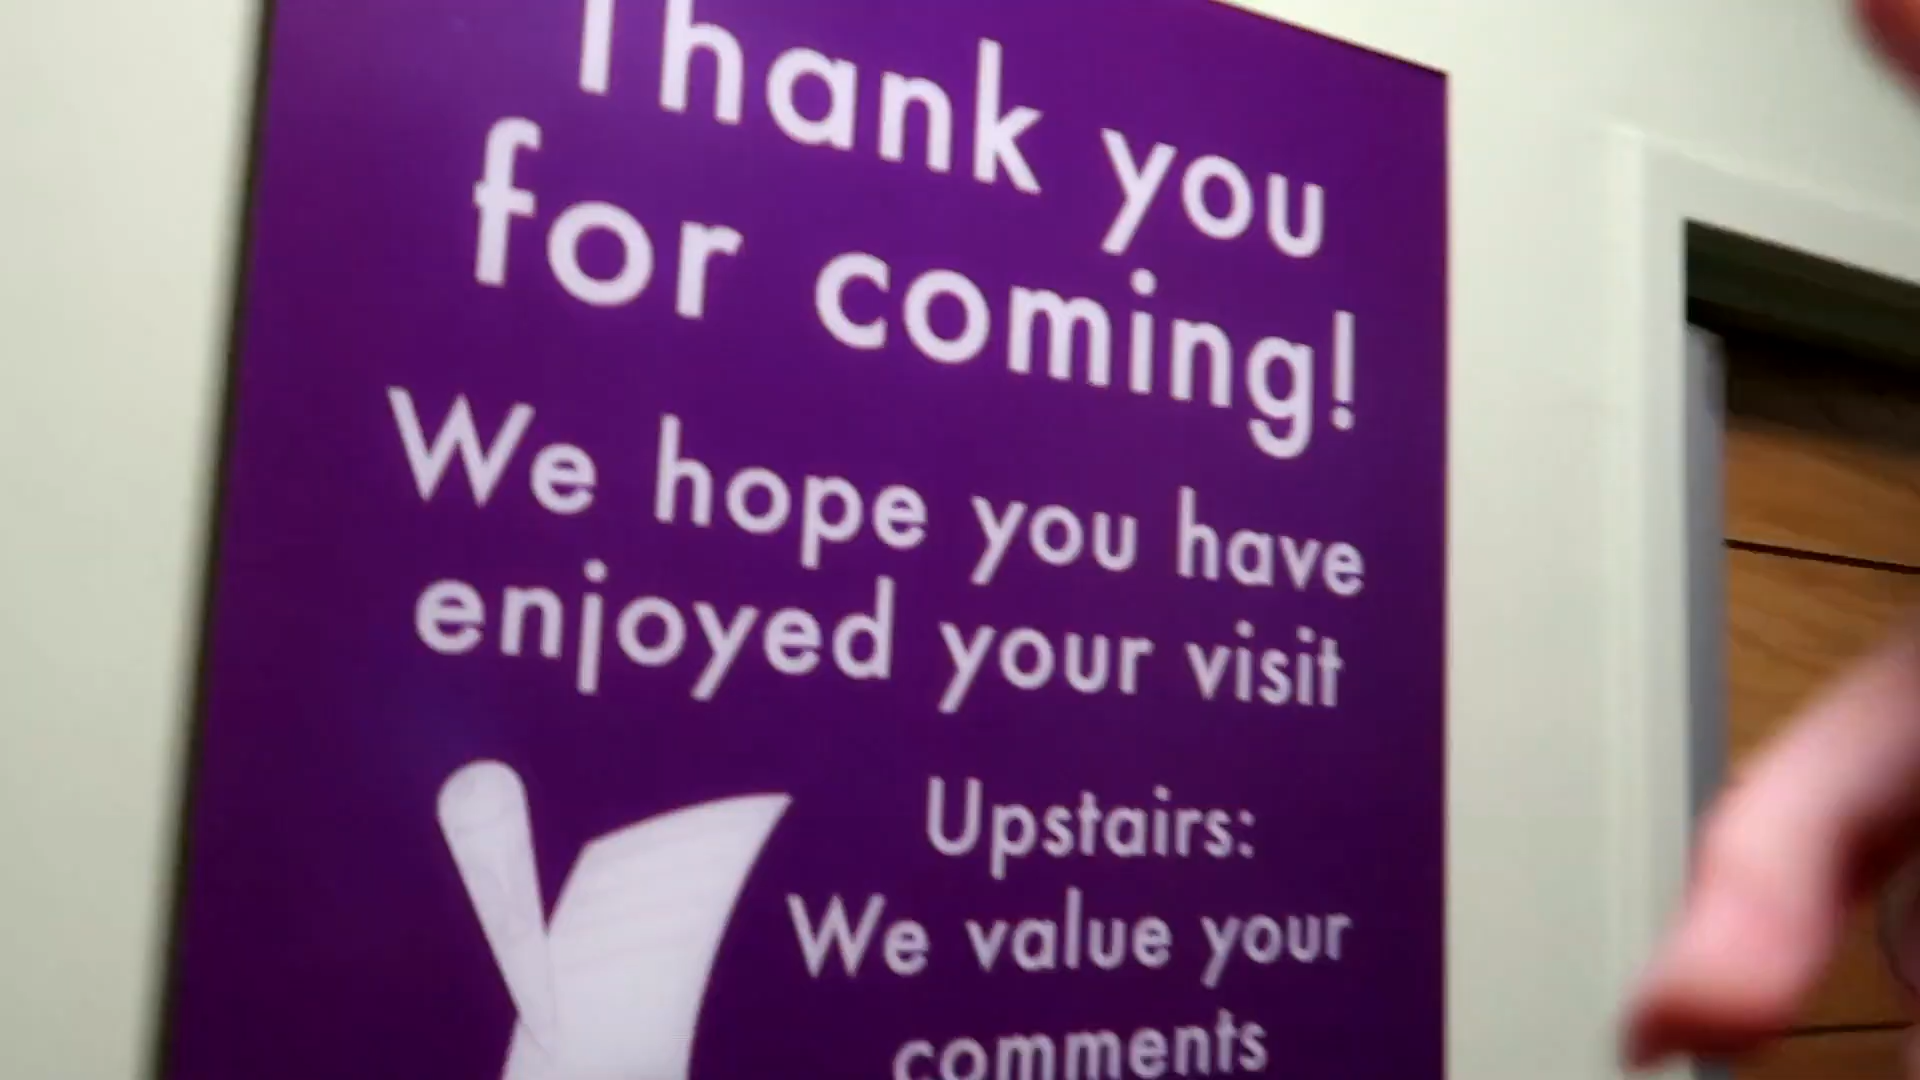 Thank you
for coming!
We hope you have
enjoyed your visit
Upstairs:
We value your
comments